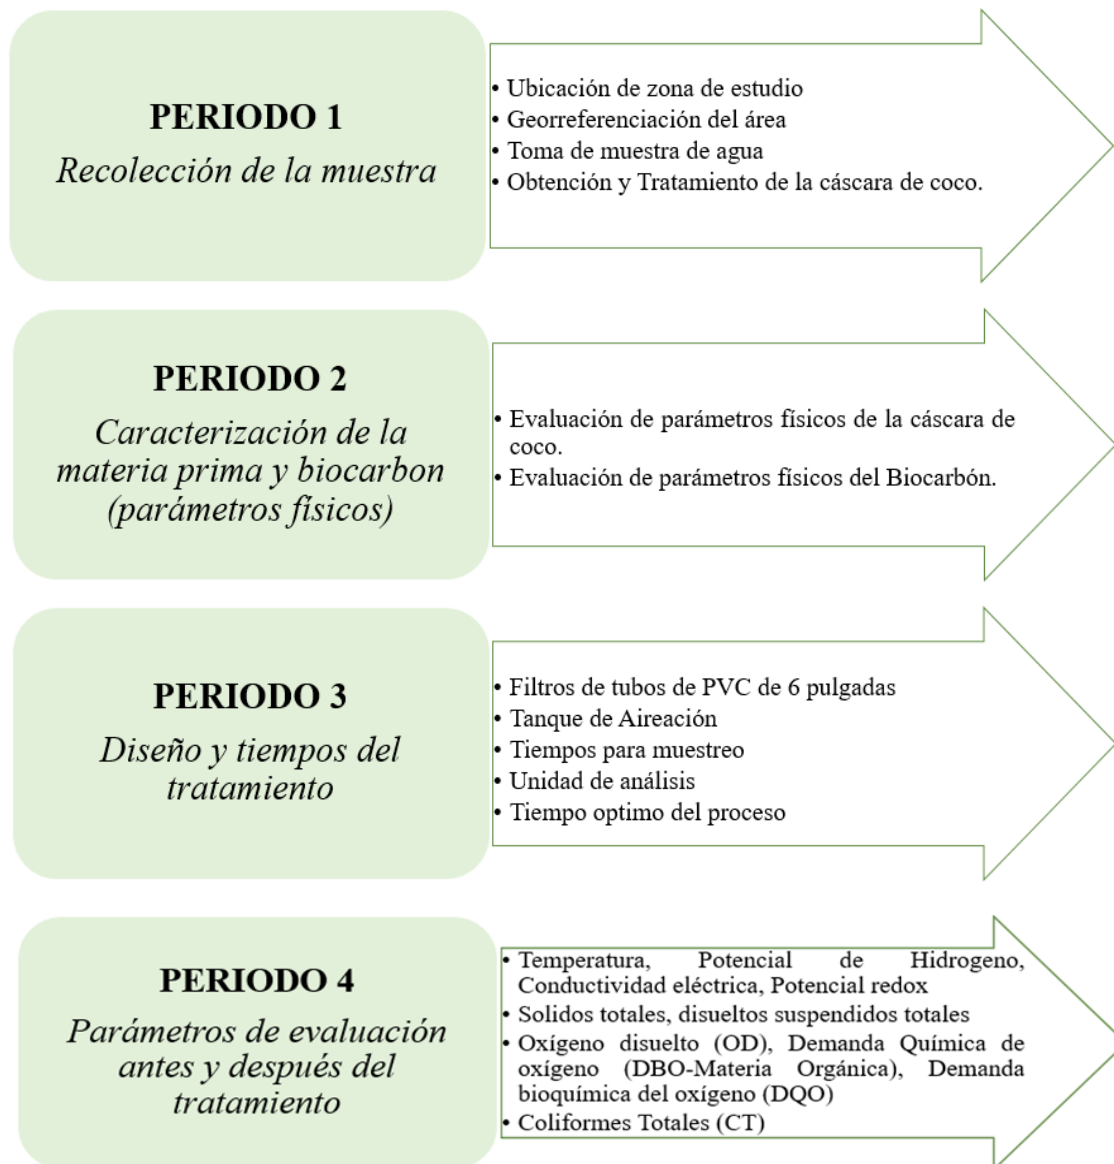 PERIODO 1
Recolección de la muestra
• Ubicación de zona de estudio
• Georreferenciación del área
• Toma de muestra de agua
• Obtención y Tratamiento de la cáscara de coco.
PERIODO 2
Caracterización de la
materia prima y biocarbon
(parámetros físicos)
• Evaluación de parámetros físicos de la cáscara de
coco.
• Evaluación de parámetros físicos del Biocarbón.
PERIODO 3
Diseño y tiempos del
tratamiento
• Filtros de tubos de PVC de 6 pulgadas
• Tanque de Aireación
• Tiempos para muestreo
• Unidad de análisis
• Tiempo optimo del proceso
PERIODO 4
Parámetros de evaluación
antes y después del
tratamiento
• Temperatura, Potencial de Hidrogeno,
Conductividad eléctrica, Potencial redox
• Solidos totales, disueltos suspendidos totales
• Oxígeno disuelto (OD), Demanda Química de
oxígeno (DBO-Materia Orgánica), Demanda
bioquímica del oxígeno (DQO)
• Coliformes Totales (CT)